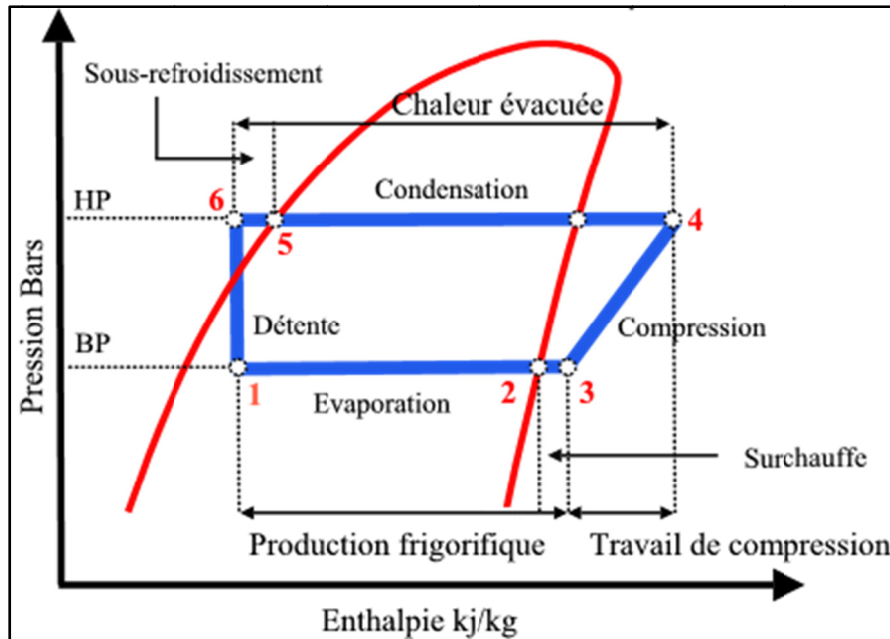 Sous-refroidissement
Chaleur évacuée
HP
6
Condensation
5
4
Pression Bars
Détente
Compression
BP
1
Evaporation
2
3
Surchauffe
Production frigorifique
Travail de compression
Enthalpie kj/kg